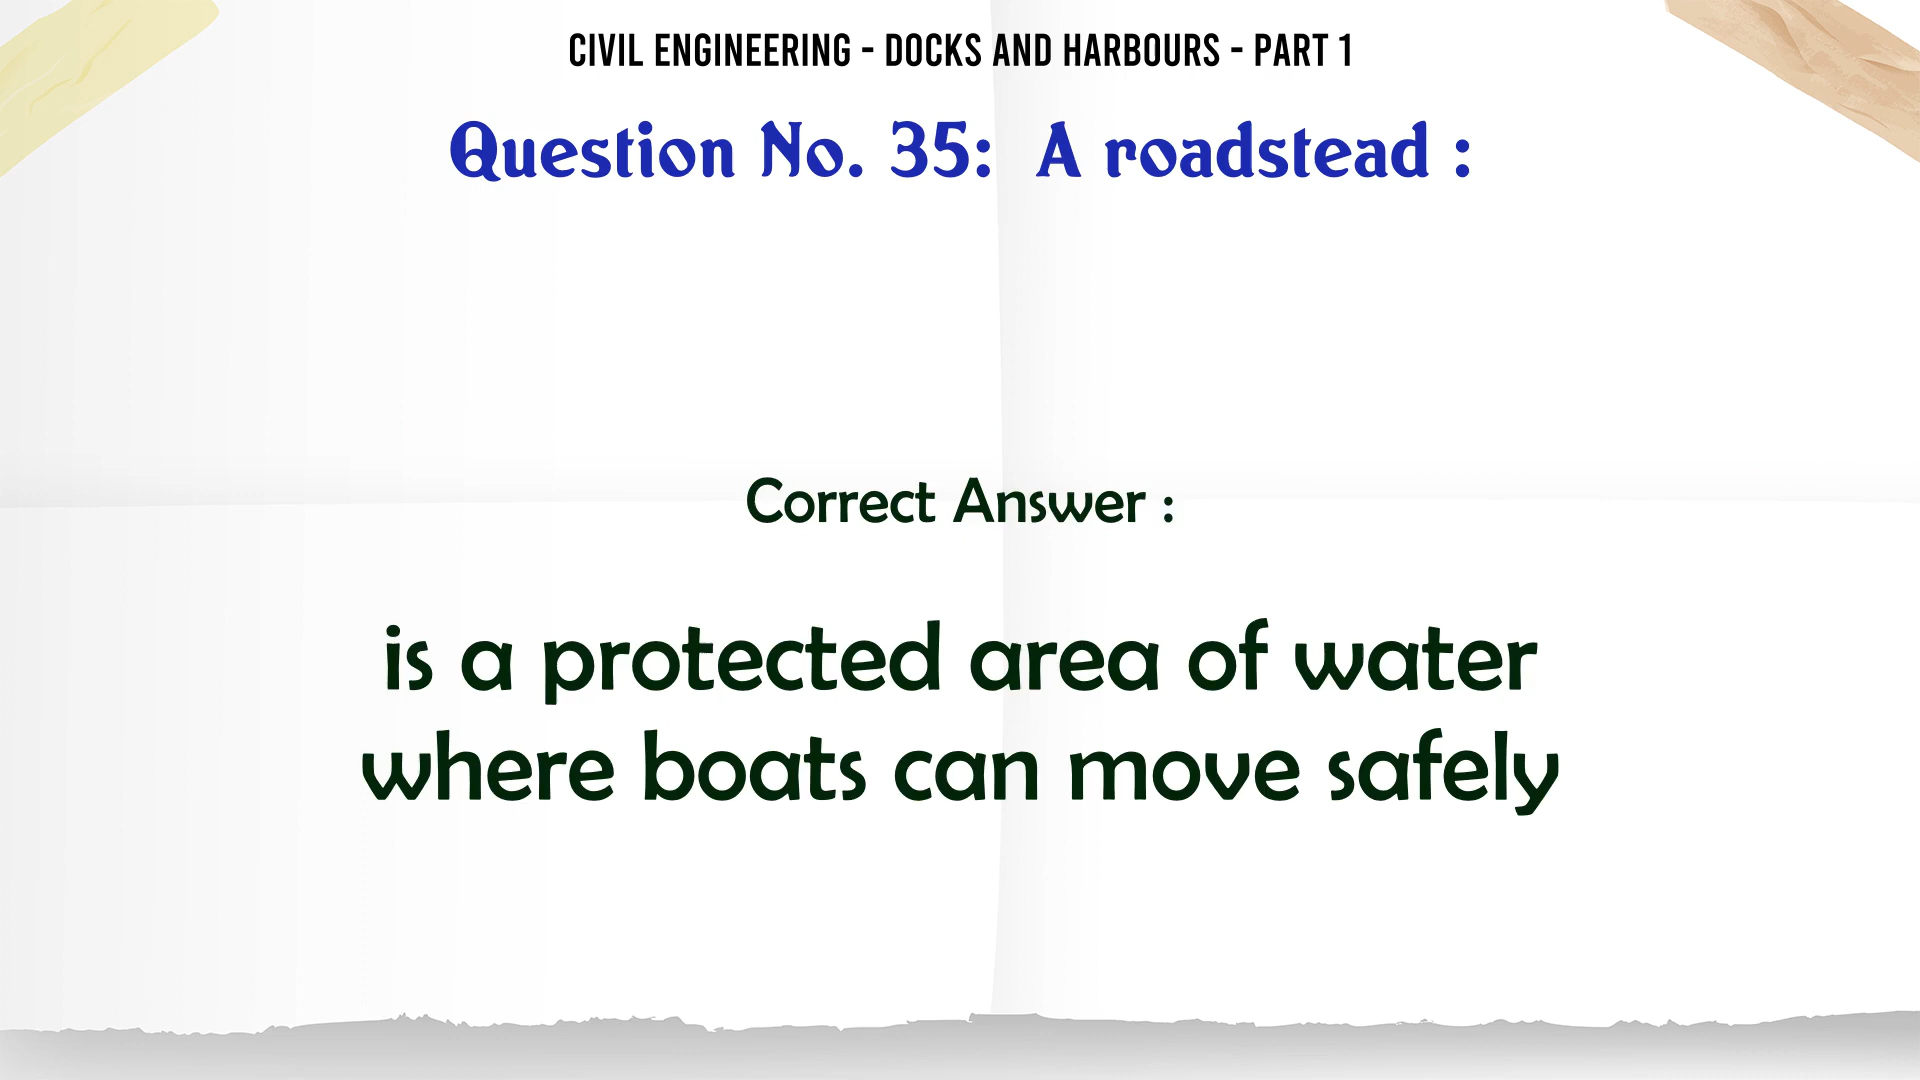 CIVIL ENGINEERING - DOCKS AND HARBOURS - PART 1
Question No. 35: A roadstead :
Correct Answer :
is a protected area of water
where boats can move safely